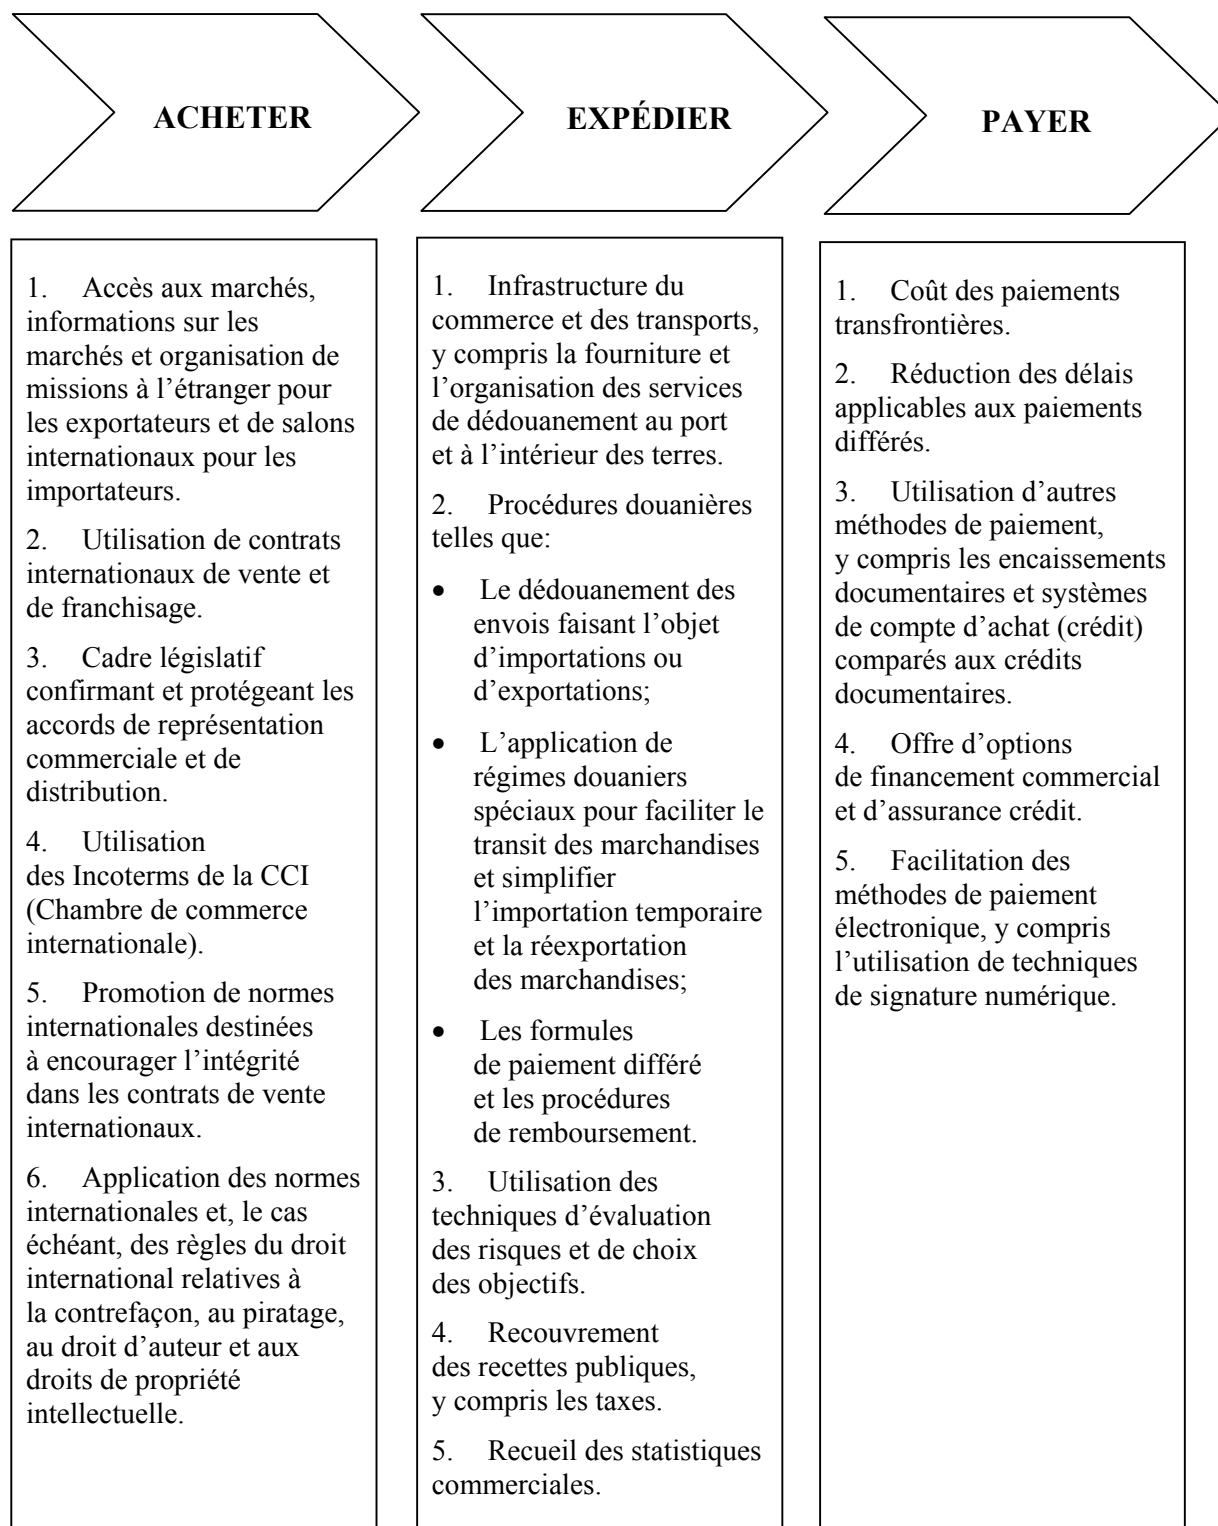 ACHETER
EXPÉDIER
PAYER
1. Accès aux marchés,
informations sur les
marchés et organisation de
missions à l’étranger pour
les exportateurs et de salons
internationaux pour les
importateurs.
2. Utilisation de contrats
internationaux de vente et
de franchisage.
3. Cadre législatif
confirmant et protégeant les
accords de représentation
commerciale et de
distribution.
4. Utilisation
des Incoterms de la CCI
(Chambre de commerce
internationale).
5. Promotion de normes
internationales destinées
à encourager l’intégrité
dans les contrats de vente
internationaux.
6. Application des normes
internationales et, le cas
échéant, des règles du droit
international relatives à
la contrefaçon, au piratage,
au droit d’auteur et aux
droits de propriété
intellectuelle.
1. Infrastructure du
commerce et des transports,
y compris la fourniture et
l’organisation des services
de dédouanement au port
et à l’intérieur des terres.
2. Procédures douanières
telles que:
• Le dédouanement des
envois faisant l’objet
d’importations ou
d’exportations;
• L’application de
régimes douaniers
spéciaux pour faciliter le
transit des marchandises
et simplifier
l’importation temporaire
et la réexportation
des marchandises;
• Les formules
de paiement différé
et les procédures
de remboursement.
3. Utilisation des
techniques d’évaluation
des risques et de choix
des objectifs.
4. Recouvrement
des recettes publiques,
y compris les taxes.
5. Recueil des statistiques
commerciales.
1. Coût des paiements
transfrontières.
2. Réduction des délais
applicables aux paiements
différés.
3. Utilisation d’autres
méthodes de paiement,
y compris les encaissements
documentaires et systèmes
de compte d’achat (crédit)
comparés aux crédits
documentaires.
4. Offre d’options
de financement commercial
et d’assurance crédit.
5. Facilitation des
méthodes de paiement
électronique, y compris
l’utilisation de techniques
de signature numérique.